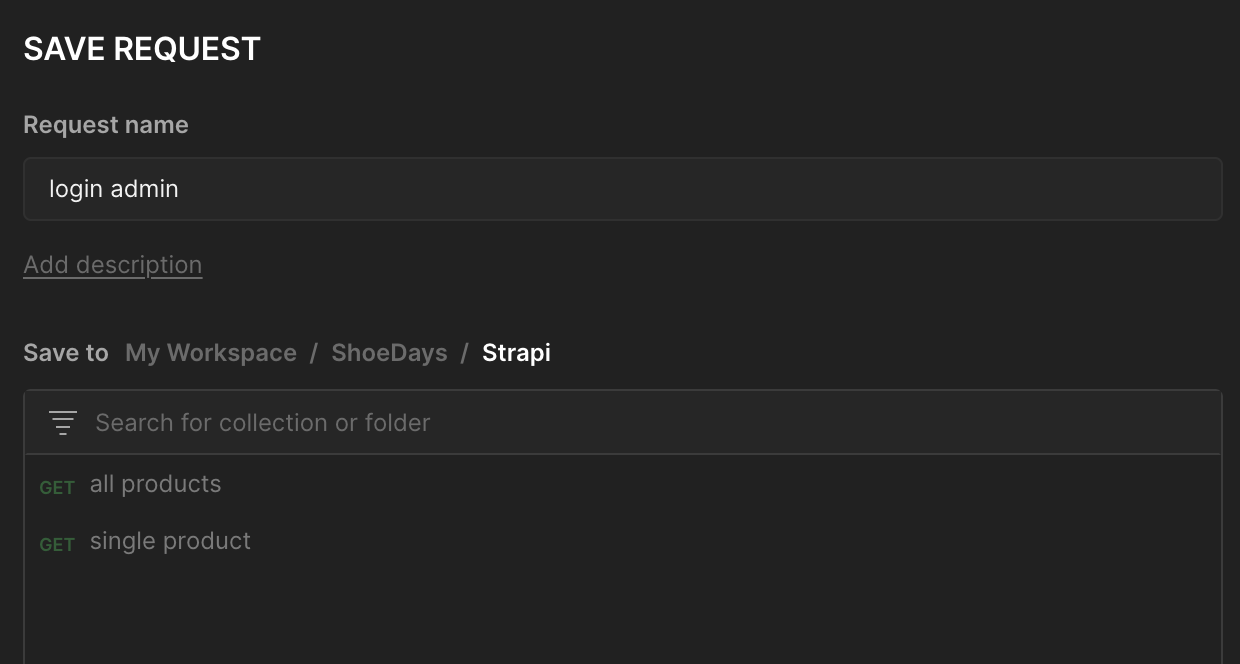 SAVE REQUEST
Request name
login admin
Add description
Save to My Workspace / ShoeDays / Strapi
Search for collection or folder
GET all products
GET single product